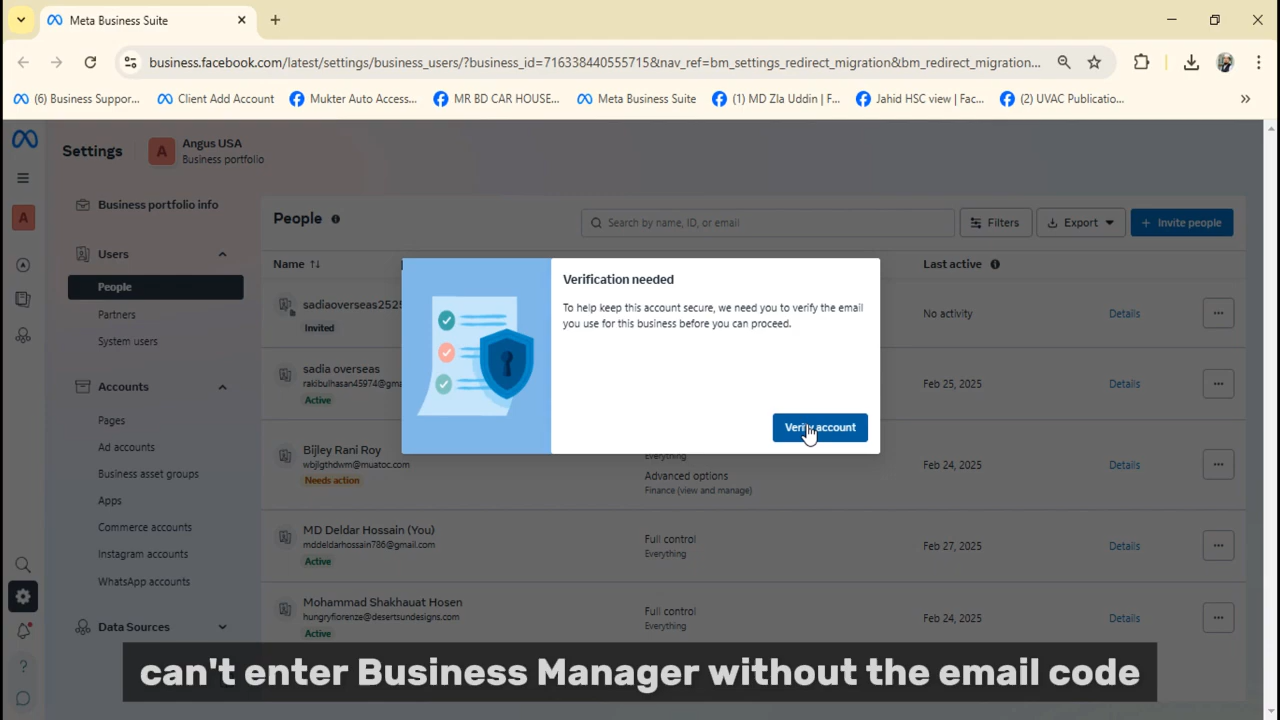 Meta Business Suite
business.facebook.com/latest/settings/business_users/?business_id=716338440555715&nav_ref=bm_settings_redirect_migration&bm_redirect_migration...
(6) Business Suppor...
Client Add Account
Mukter Auto Access...
MR BD CAR HOUSE...
Meta Business Suite
(1) MD Zla Uddin | F...
Jahid HSC view | Fac...
(2) UVAC Publicatio...
Settings
A
Angus USA
Business portfolio
A
Business portfolio info
Users
People
Partners
System users
Accounts
Pages
Ad accounts
Business asset groups
Apps
Commerce accounts
Instagram accounts
WhatsApp accounts
Data Sources
People
Search by name, ID, or email
Filters
Export
+ Invite people
Name
Last active
sadiaoverseas2525
Invited
No activity
Details
sadia overseas
rakibulhasan45974@gma
Active
Feb 25, 2025
Details
Bijley Rani Roy
wbjlgthdwm@muatoc.com
Needs action
Everything
Advanced options
Finance (view and manage)
Feb 24, 2025
Details
MD Deldar Hossain (You)
mddeldarhossain786@gmail.com
Active
Full control
Everything
Feb 27, 2025
Details
Mohammad Shakhauat Hosen
hungryfiorenze@desertsundesigns.com
Active
Full control
Everything
Feb 24, 2025
Details
Verification needed
To help keep this account secure, we need you to verify the email
you use for this business before you can proceed.
Verify account
can't enter Business Manager without the email code